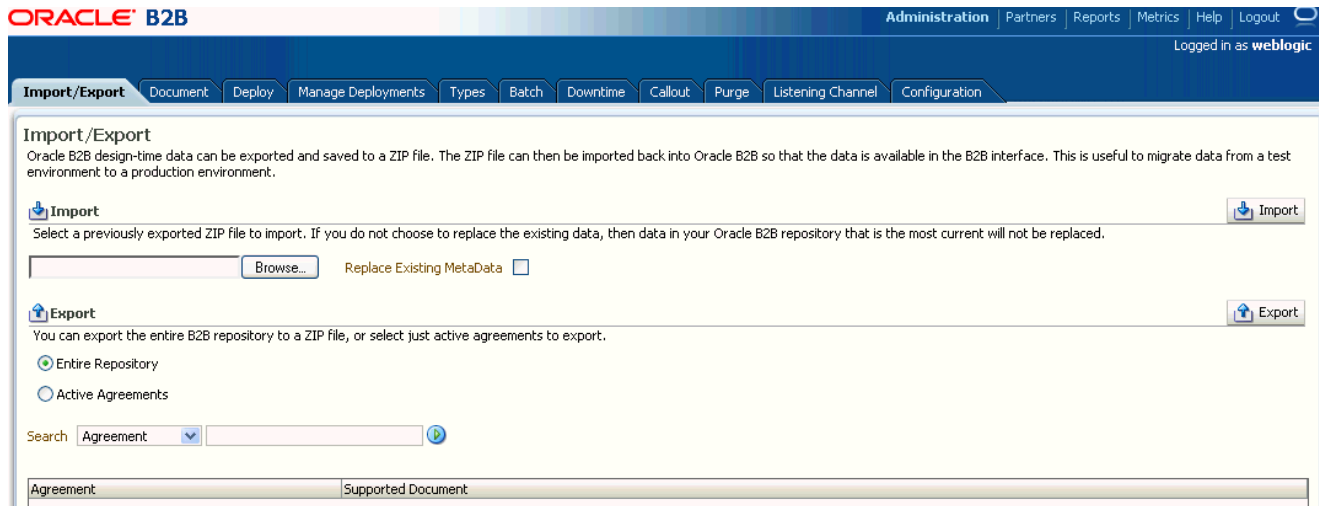 ORACLE B2B
Administration Partners Reports Metrics Help Logout
Logged in as weblogic
Import/Export Document Deploy Manage Deployments Types Batch Downtime Callout Purge Listening Channel Configuration
Import/Export
Oracle B2B design-time data can be exported and saved to a ZIP file. The ZIP file can then be imported back into Oracle B2B so that the data is available in the B2B interface. This is useful to migrate data from a test
environment to a production environment.
Import Import
Select a previously exported ZIP file to import. If you do not choose to replace the existing data, then data in your Oracle B2B repository that is the most current will not be replaced.
Browse... Replace Existing MetaData
Export Export
You can export the entire B2B repository to a ZIP file, or select just active agreements to export.
Entire Repository
Active Agreements
Search Agreement
Agreement Supported Document